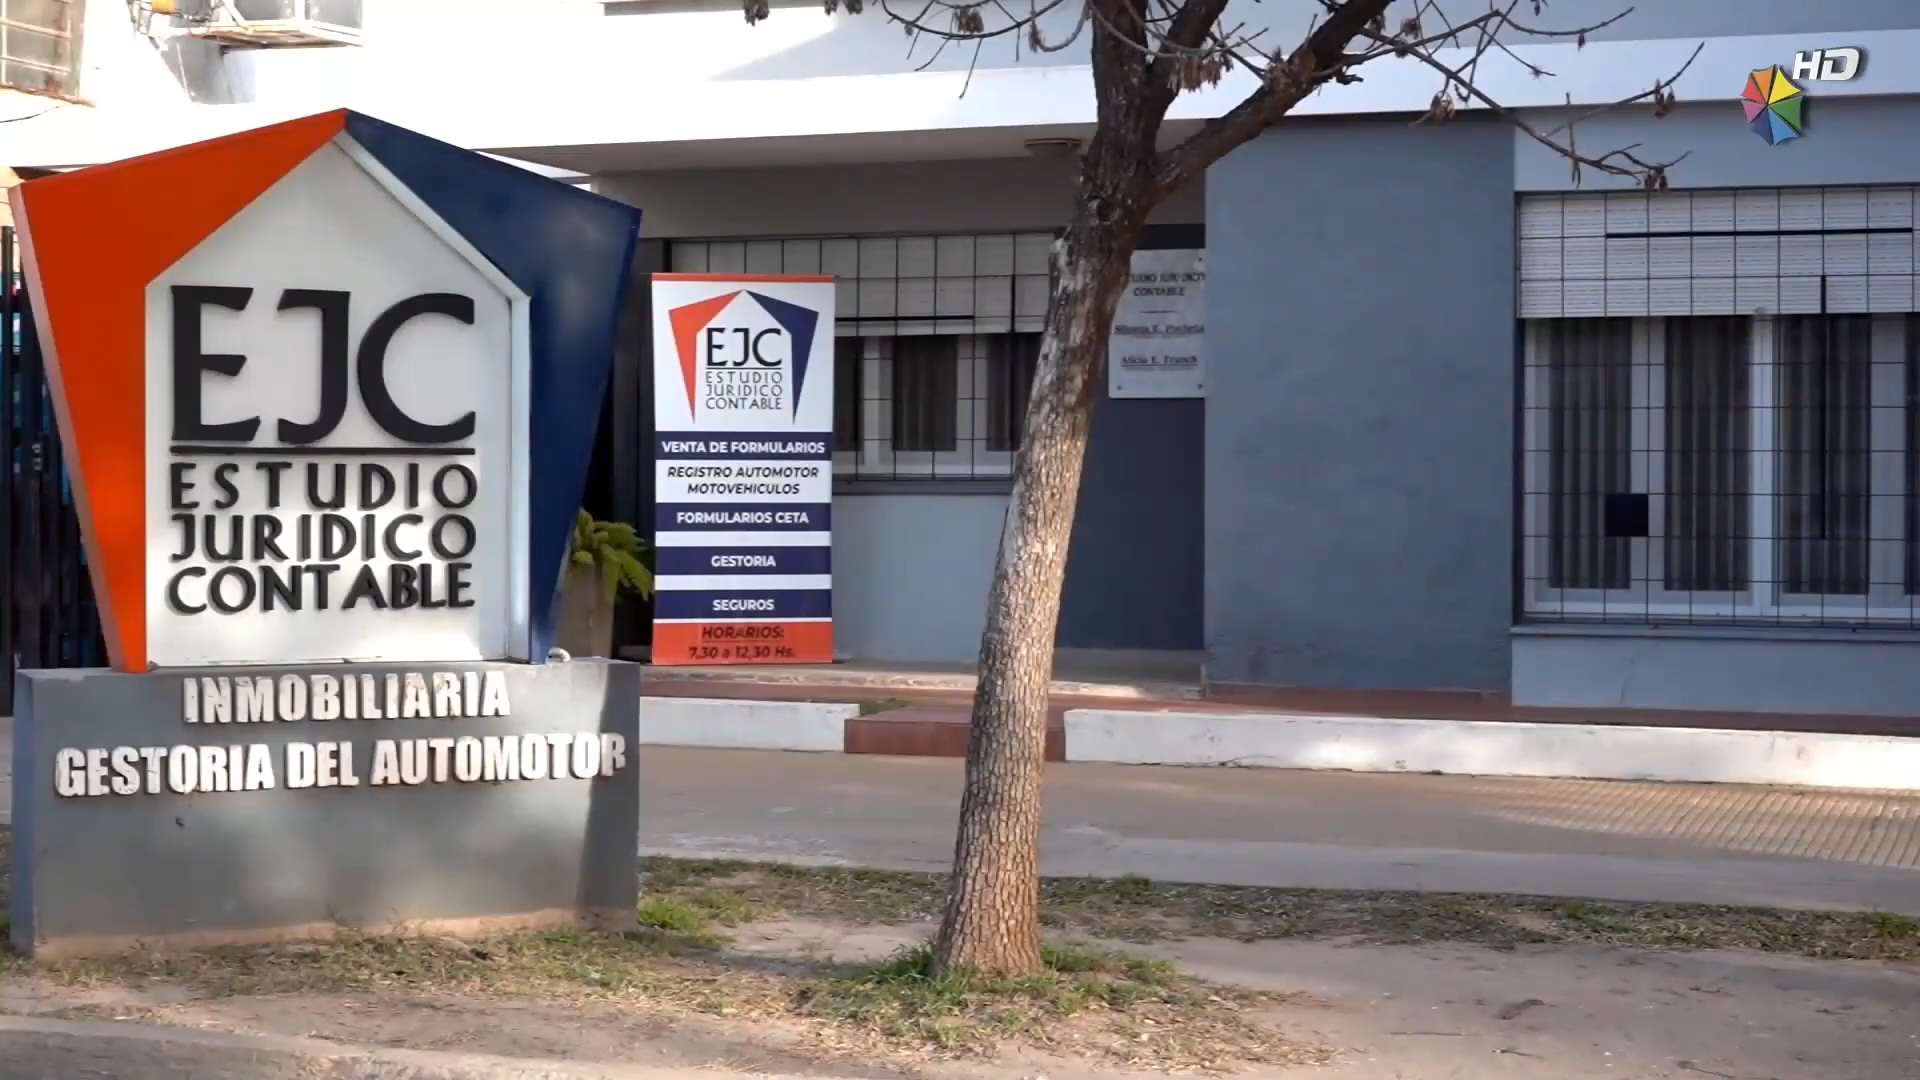 EJC
ESTUDIO
JURIDICO
CONTABLE
INMOBILIARIA
GESTORIA DEL AUTOMOTOR
EJC
ESTUDIO
JURIDICO
CONTABLE
VENTA DE FORMULARIOS
REGISTRO AUTOMOTOR
MOTOVEHICULOS
FORMULARIOS CETA
GESTORIA
SEGUROS
HORARIOS:
7,30 a 12,30 Hs.
CONTABLE
Alicia E.
HD